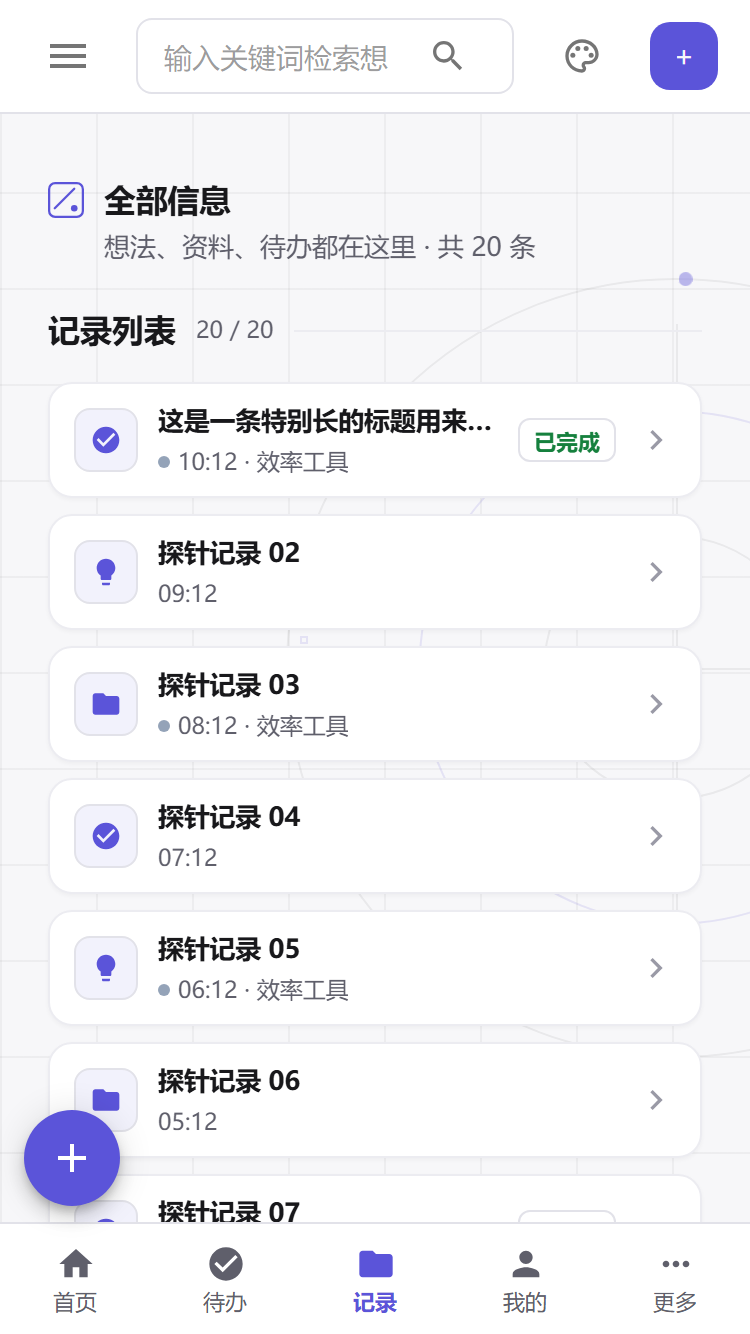 输入关键词检索想
+
全部信息
想法、资料、待办都在这里 · 共 20 条
记录列表 20 / 20
这是一条特别长的标题用来...
10:12 · 效率工具
已完成
探针记录 02
09:12
探针记录 03
08:12 · 效率工具
探针记录 04
07:12
探针记录 05
06:12 · 效率工具
探针记录 06
05:12
+
探针记录 07
首页
待办
记录
我的
更多